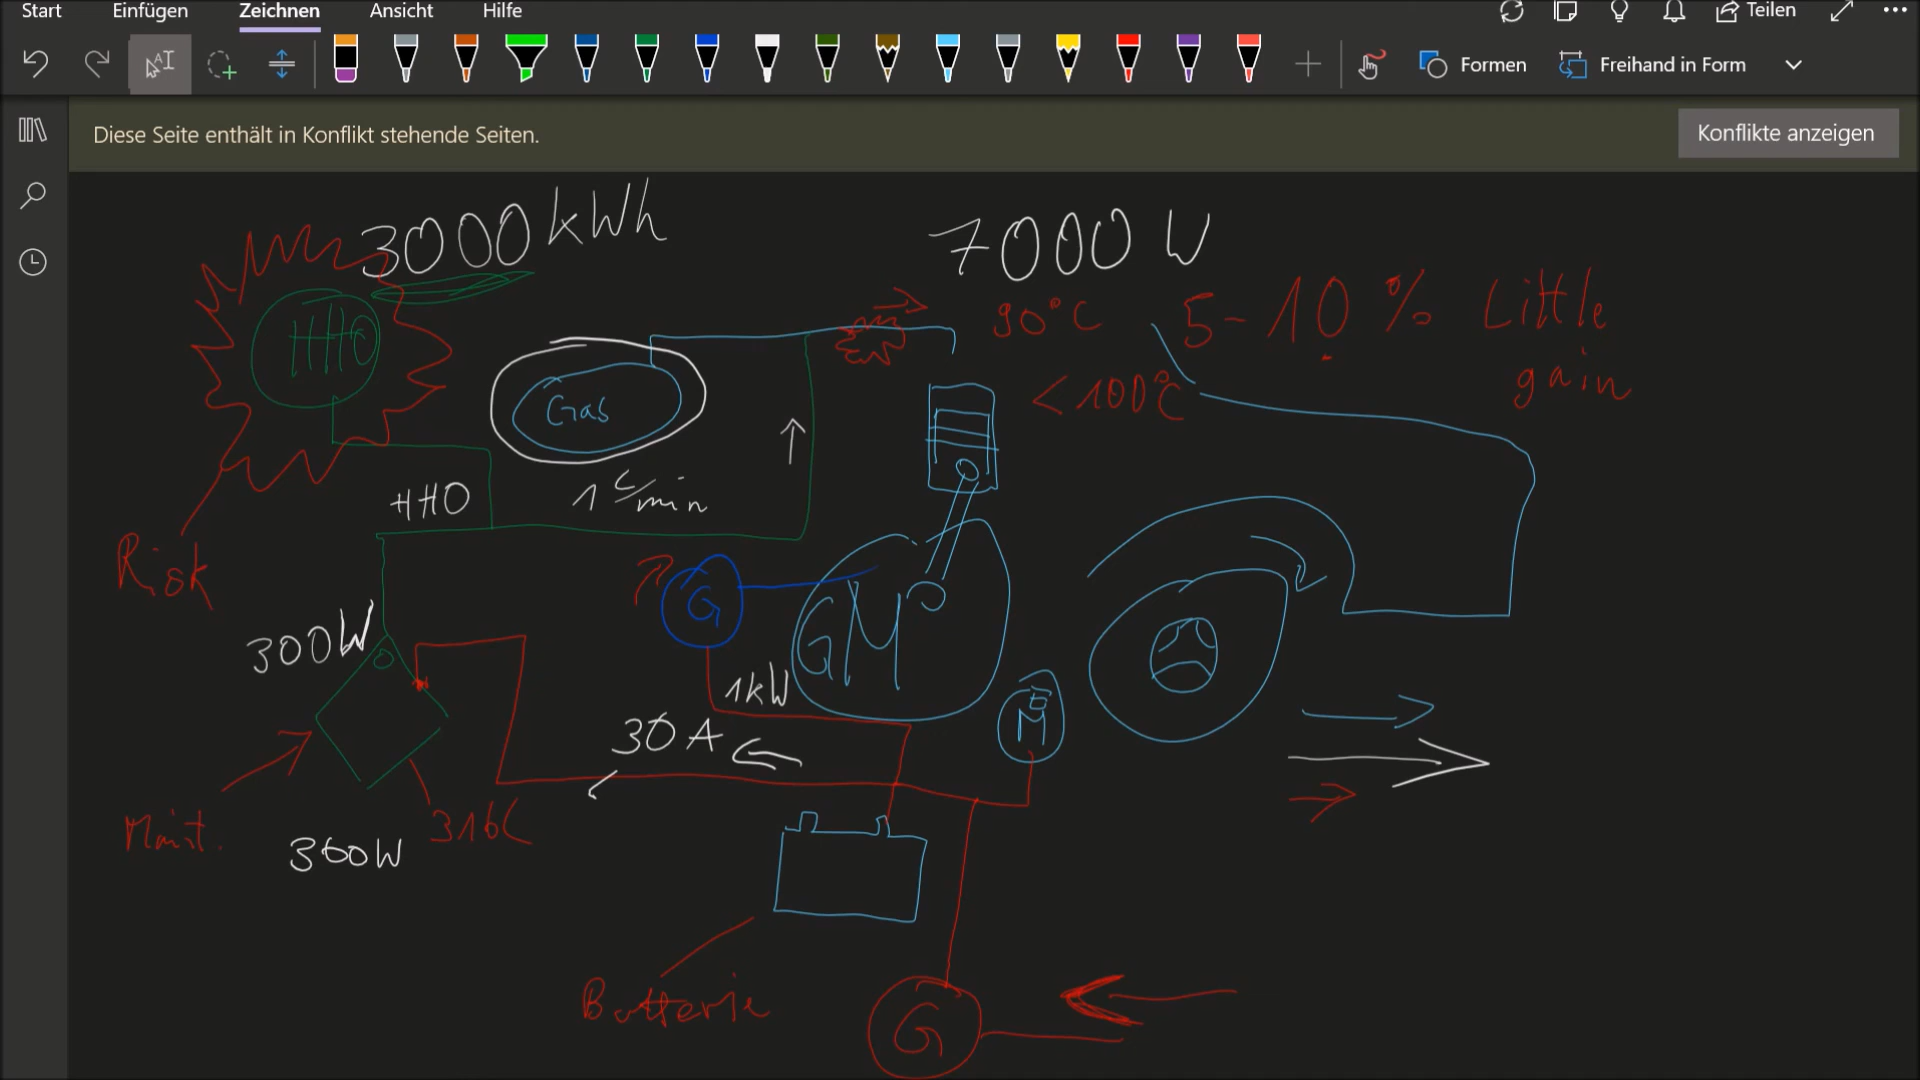 Start Einfügen Zeichnen Ansicht Hilfe Teilen
Formen Freihand in Form
Diese Seite enthält in Konflikt stehende Seiten. Konflikte anzeigen
3000 kWh
7000 W
HHO
90°C
5-10% Little
gain
<100°C
Gas
HHO
1 L/min
Risk
G
GM
300W
1kW
30A
M
Maint.
316L
300W
Batterie
G